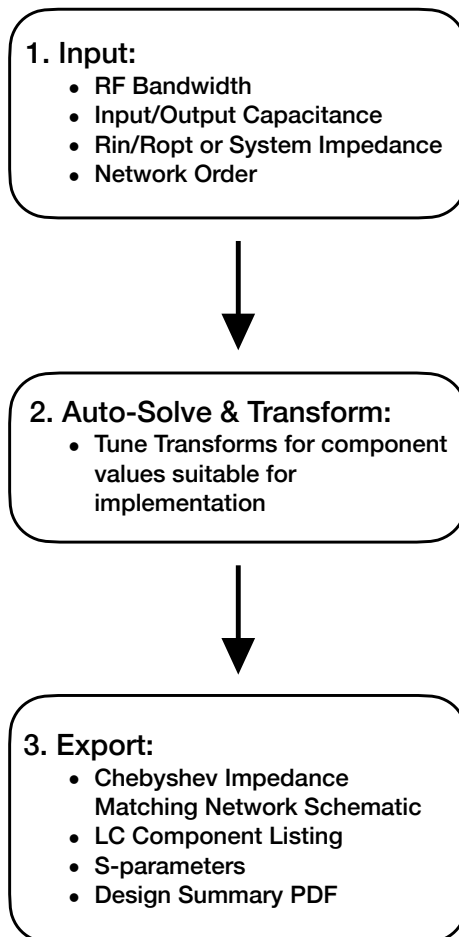 1. Input:
• RF Bandwidth
• Input/Output Capacitance
• Rin/Ropt or System Impedance
• Network Order
2. Auto-Solve & Transform:
• Tune Transforms for component
values suitable for
implementation
3. Export:
• Chebyshev Impedance
Matching Network Schematic
• LC Component Listing
• S-parameters
• Design Summary PDF